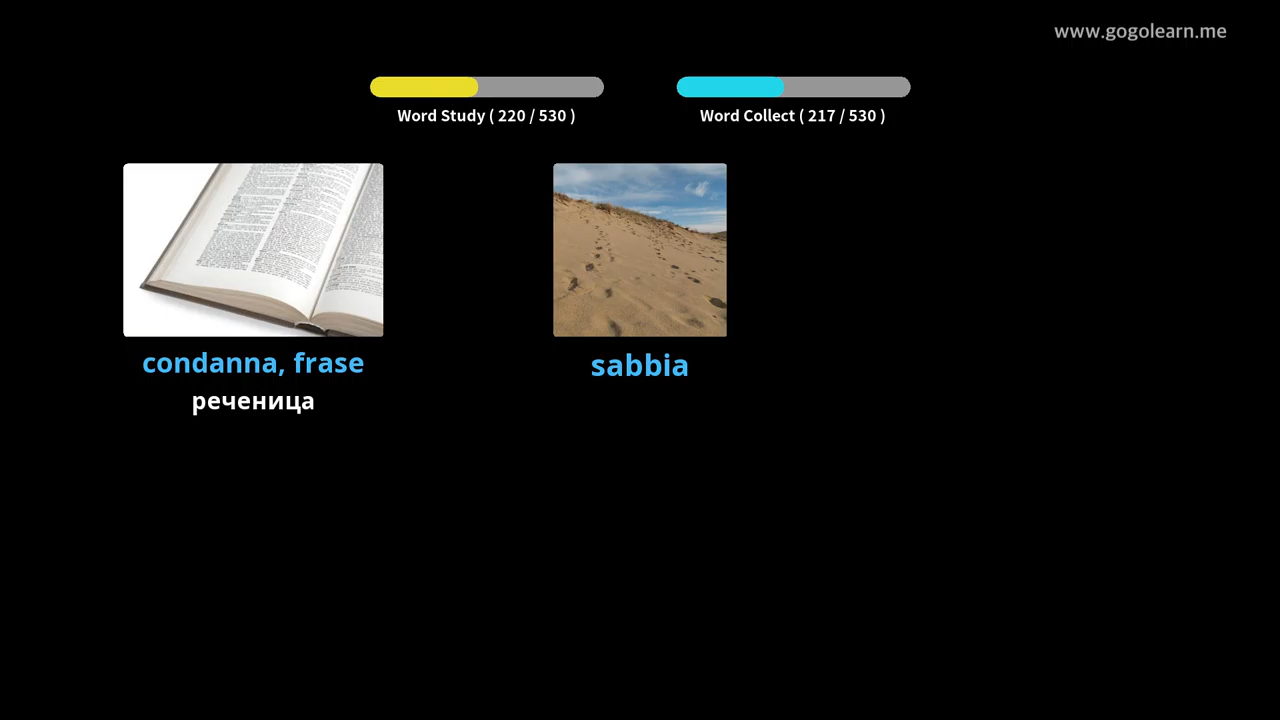 www.gogolearn.me
Word Study ( 220 / 530 )
Word Collect ( 217 / 530 )
condanna, frase
реченица
sabbia